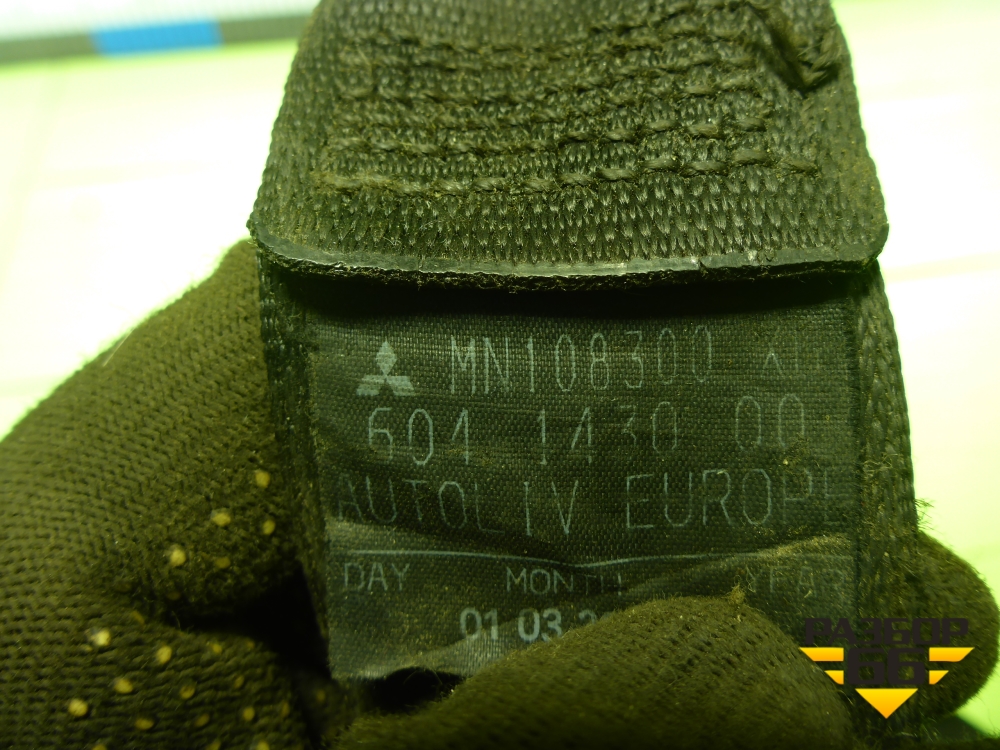 MN108300
601 1430 00
AUTOLIV EUROPE
DAY MONTH YEAR
01 03
РАЗБОР
66